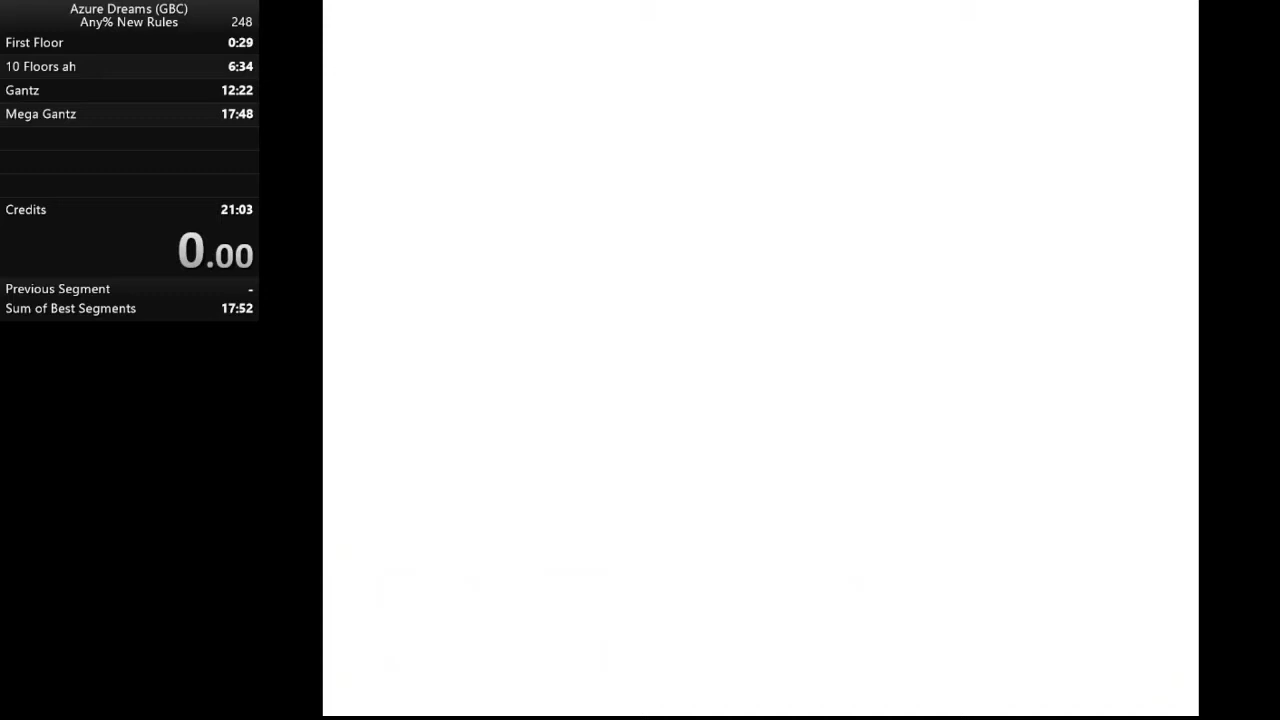 Azure Dreams (GBC)
Any% New Rules 248
First Floor 0:29
10 Floors ah 6:34
Gantz 12:22
Mega Gantz 17:48
Credits 21:03
0.00
Previous Segment -
Sum of Best Segments 17:52